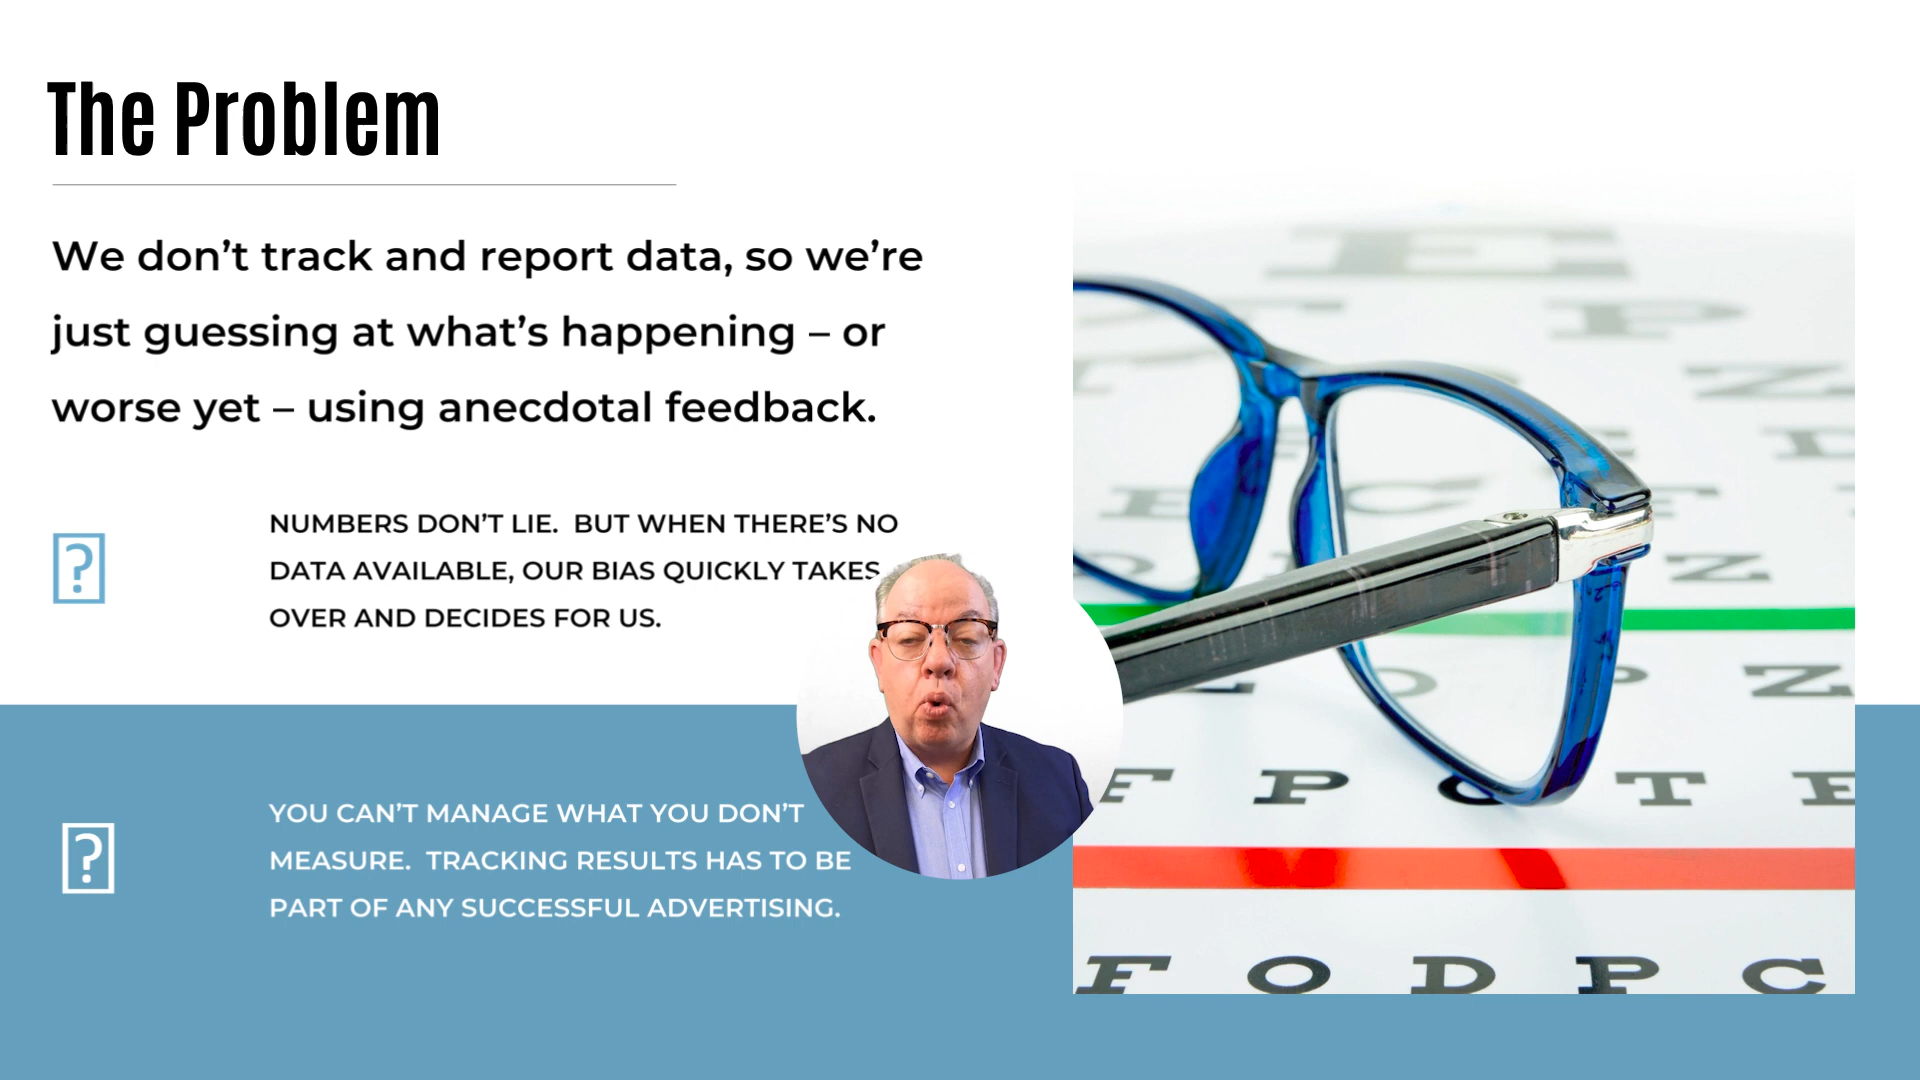 The Problem
We don’t track and report data, so we’re
just guessing at what’s happening – or
worse yet – using anecdotal feedback.
NUMBERS DON’T LIE.  BUT WHEN THERE’S NO
DATA AVAILABLE, OUR BIAS QUICKLY TAKES
OVER AND DECIDES FOR US.
YOU CAN’T MANAGE WHAT YOU DON’T
MEASURE.  TRACKING RESULTS HAS TO BE
PART OF ANY SUCCESSFUL ADVERTISING.
E
F P
Z
F P O T E
F O D P C